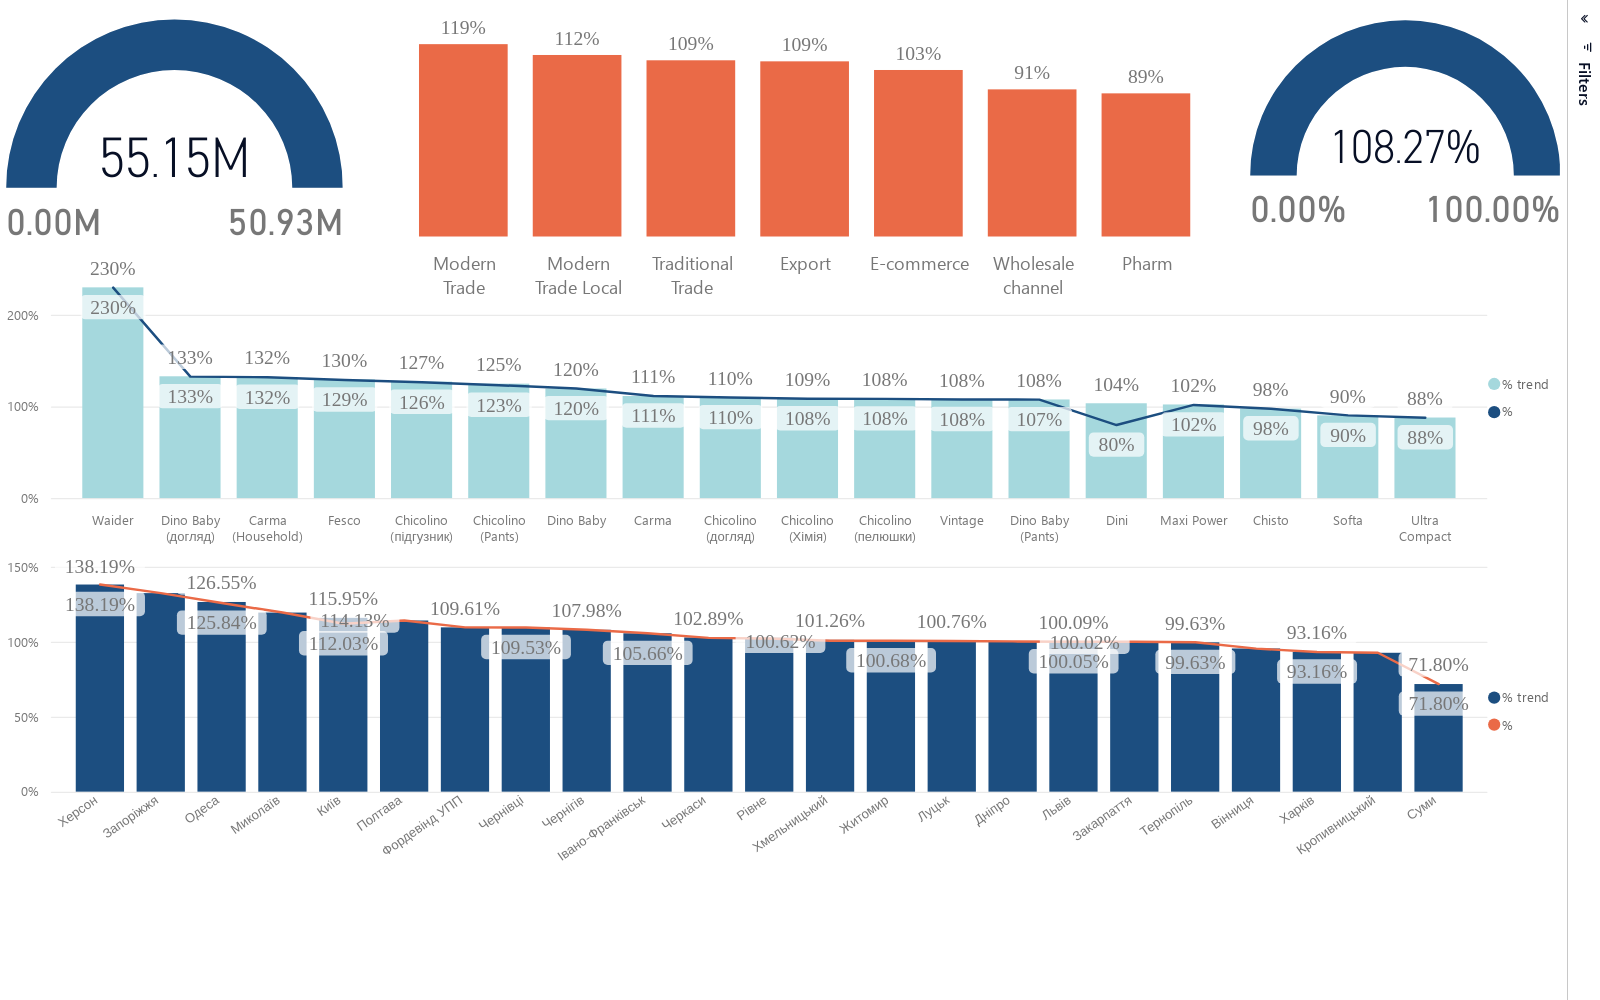 55.15M
0.00M
50.93M
119%
112%
109%
109%
103%
91%
89%
Modern
Trade
Modern
Trade Local
Traditional
Trade
Export
E-commerce
Wholesale
channel
Pharm
108.27%
0.00%
100.00%
«
Filters
230%
133%
132%
130%
127%
125%
120%
111%
110%
109%
108%
108%
108%
104%
102%
98%
90%
88%
230%
133%
132%
129%
126%
123%
120%
111%
110%
108%
108%
108%
107%
80%
102%
98%
90%
88%
200%
100%
0%
Waider
Dino Baby
(догляд)
Carma
(Household)
Fesco
Chicolino
(підгузник)
Chicolino
(Pants)
Dino Baby
Carma
Chicolino
(догляд)
Chicolino
(Хімія)
Chicolino
(пелюшки)
Vintage
Dino Baby
(Pants)
Dini
Maxi Power
Chisto
Softa
Ultra
Compact
% trend
%
150%
100%
50%
0%
138.19%
126.55%
115.95%
109.61%
107.98%
102.89%
101.26%
100.76%
100.09%
99.63%
93.16%
71.80%
138.19%
125.84%
114.13%
112.03%
109.53%
105.66%
100.62%
100.68%
100.02%
100.05%
99.63%
93.16%
71.80%
Херсон
Запоріжжя
Одеса
Миколаїв
Київ
Полтава
Фордевінд УПП
Чернівці
Чернігів
Івано-Франківськ
Черкаси
Рівне
Хмельницький
Житомир
Луцьк
Дніпро
Львів
Закарпаття
Тернопіль
Вінниця
Харків
Кропивницький
Суми
% trend
%